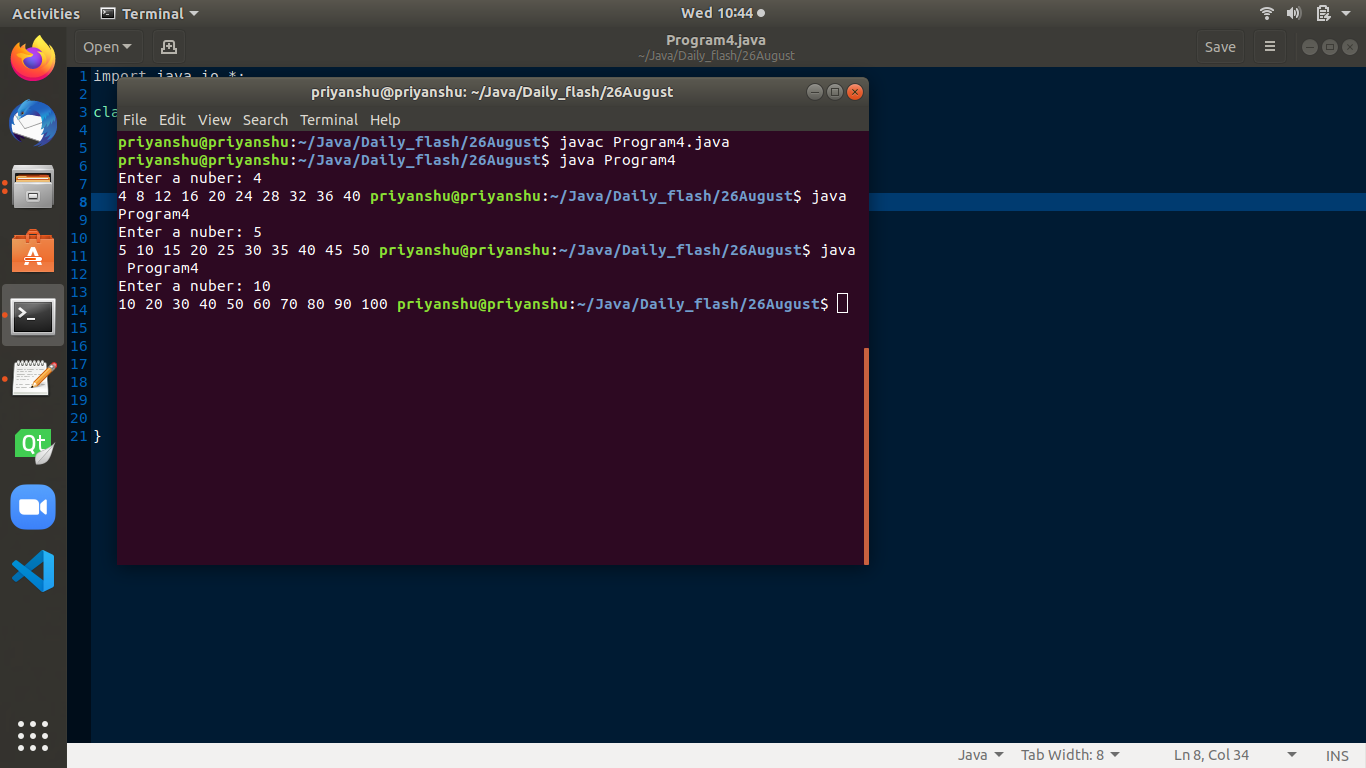 Activities Terminal Wed 10:44
Open Program4.java Save
~/Java/Daily_flash/26August
1 import java.io.*;
2
3 cla
4
5
6
7
8
9
10
11
12
13
14
15
16
17
18
19
20
21 }
priyanshu@priyanshu: ~/Java/Daily_flash/26August
File Edit View Search Terminal Help
priyanshu@priyanshu:~/Java/Daily_flash/26August$ javac Program4.java
priyanshu@priyanshu:~/Java/Daily_flash/26August$ java Program4
Enter a nuber: 4
4 8 12 16 20 24 28 32 36 40 priyanshu@priyanshu:~/Java/Daily_flash/26August$ java
Program4
Enter a nuber: 5
5 10 15 20 25 30 35 40 45 50 priyanshu@priyanshu:~/Java/Daily_flash/26August$ java
Program4
Enter a nuber: 10
10 20 30 40 50 60 70 80 90 100 priyanshu@priyanshu:~/Java/Daily_flash/26August$
Qt
Java Tab Width: 8 Ln 8, Col 34 INS